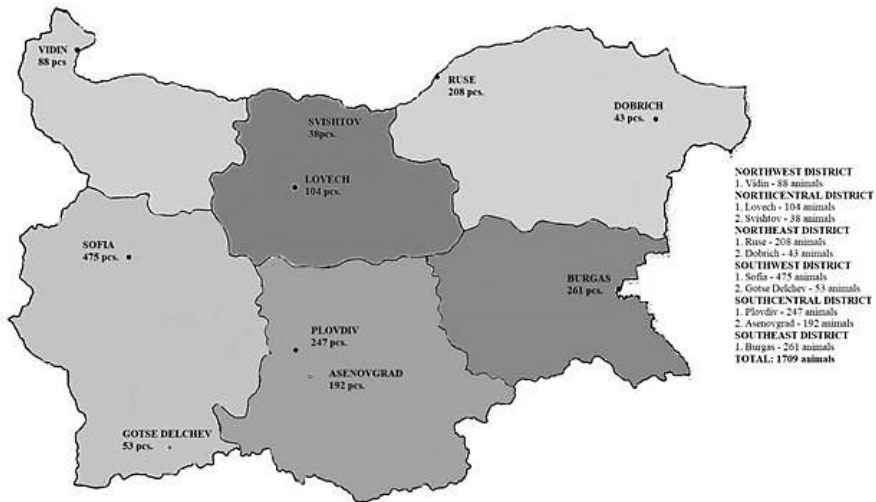 VIDIN
88 pcs
RUSE
208 pcs.
DOBRICH
43 pcs.
SVISHTOV
38pcs.
LOVECH
104 pcs.
SOFIA
475 pcs.
BURGAS
261 pcs.
PLOVDIV
247 pcs.
ASENOVGRAD
192 pcs.
GOTSE DELCHEV
53 pcs.
NORTHWEST DISTRICT
1. Vidin - 88 animals
NORTHCENTRAL DISTRICT
1. Lovech - 104 animals
2. Svishtov - 38 animals
NORTHEAST DISTRICT
1. Ruse - 208 animals
2. Dobrich - 43 animals
SOUTHWEST DISTRICT
1. Sofia - 475 animals
2. Gotse Delchev - 53 animals
SOUTHCENTRAL DISTRICT
1. Plovdiv - 247 animals
2. Asenovgrad - 192 animals
SOUTHEAST DISTRICT
1. Burgas - 261 animals
TOTAL: 1709 animals